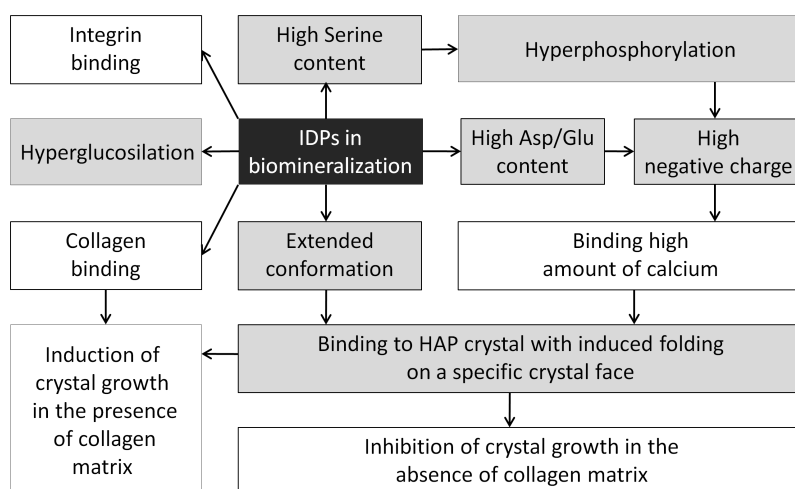 Integrin
binding
High Serine
content
Hyperphosphorylation
Hyperglucosilation
IDPs in
biomineralization
High Asp/Glu
content
High
negative charge
Collagen
binding
Extended
conformation
Binding high
amount of calcium
Induction of
crystal growth
in the presence
of collagen
matrix
Binding to HAP crystal with induced folding
on a specific crystal face
Inhibition of crystal growth in the
absence of collagen matrix